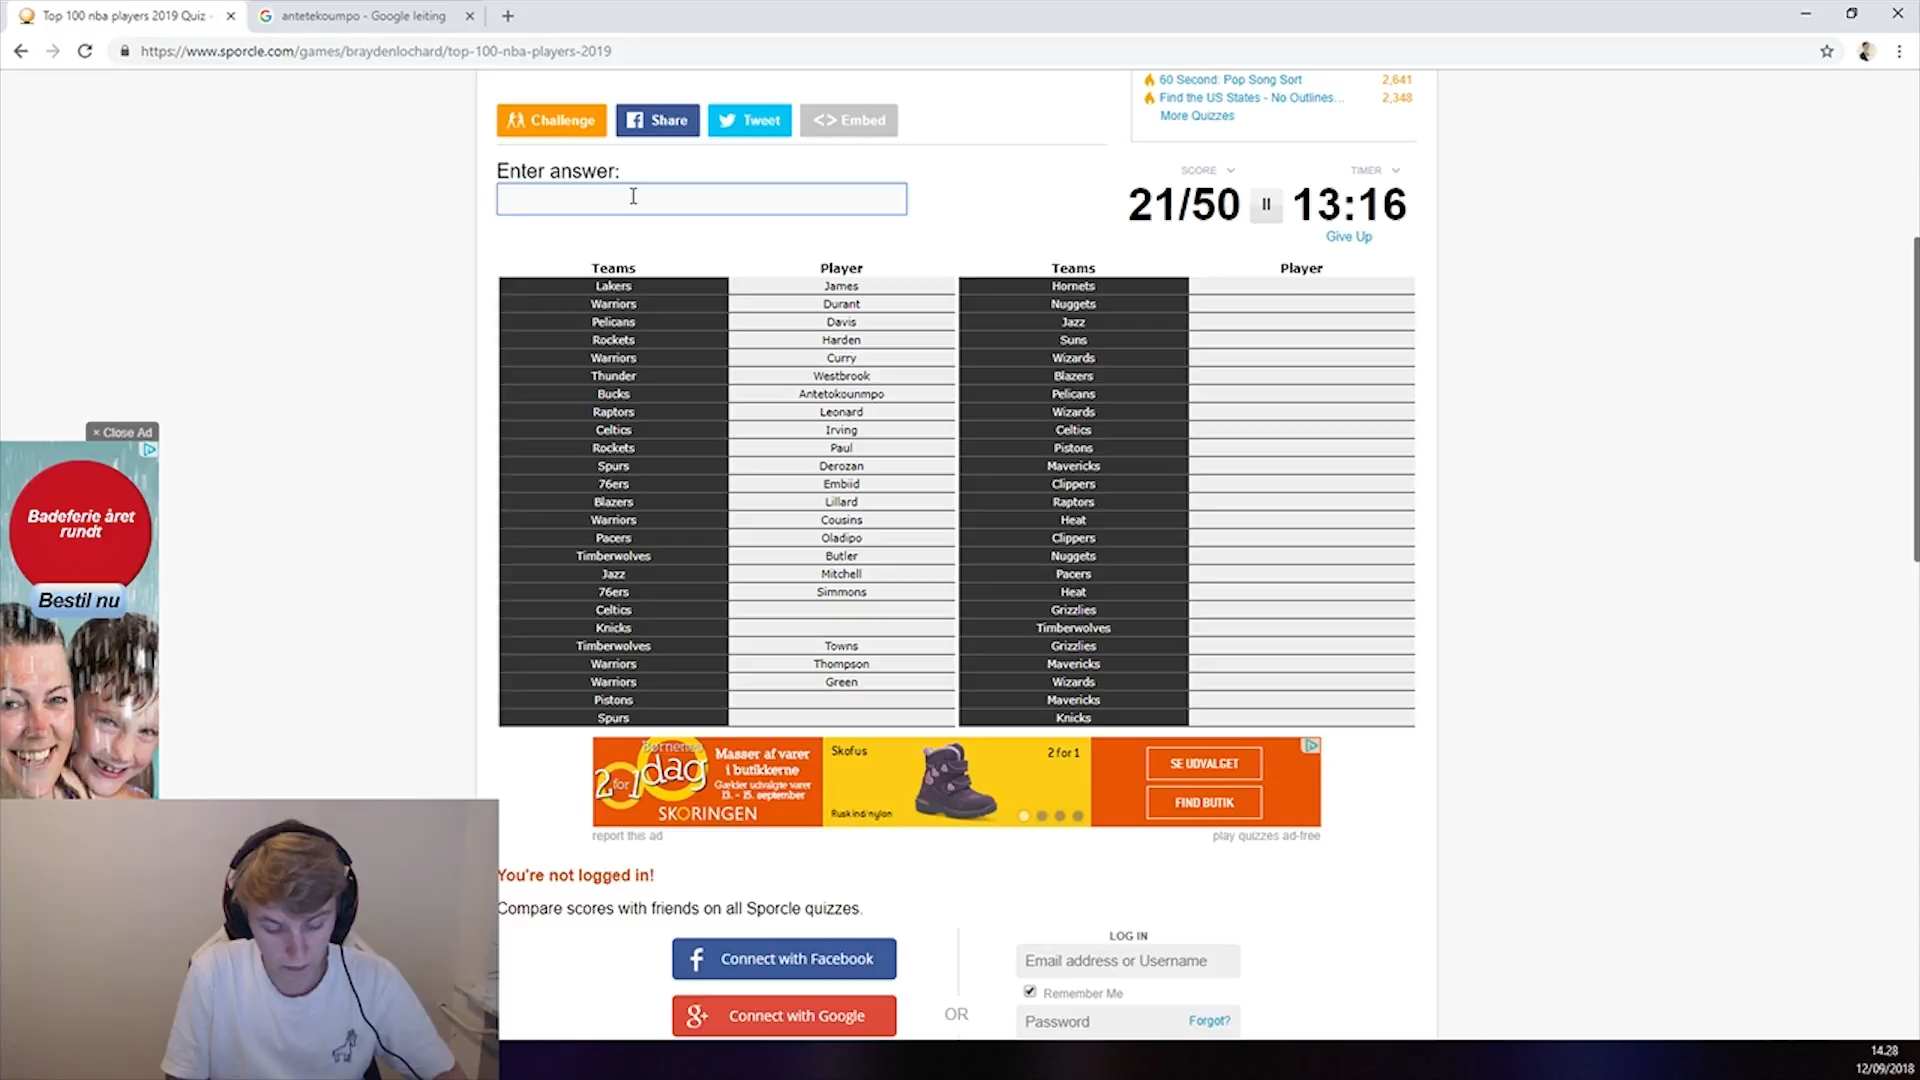 Top 100 nba players 2019 Quiz -
antetekoumpo - Google leiting
https://www.sporcle.com/games/braydenlochard/top-100-nba-players-2019
60 Second: Pop Song Sort 2,641
Find the US States - No Outlines... 2,348
More Quizzes
Challenge
Share
Tweet
<> Embed
Enter answer:
SCORE
TIMER
21/50
13:16
Give Up
Teams Player Teams Player
Lakers James Hornets
Warriors Durant Nuggets
Pelicans Davis Jazz
Rockets Harden Suns
Warriors Curry Wizards
Thunder Westbrook Blazers
Bucks Antetokounmpo Pelicans
Raptors Leonard Wizards
Celtics Irving Celtics
Rockets Paul Pistons
Spurs Derozan Mavericks
76ers Embiid Clippers
Blazers Lillard Raptors
Warriors Cousins Heat
Pacers Oladipo Clippers
Timberwolves Butler Nuggets
Jazz Mitchell Pacers
76ers Simmons Heat
Celtics Grizzlies
Knicks Timberwolves
Timberwolves Towns Grizzlies
Warriors Thompson Mavericks
Warriors Green Wizards
Pistons Mavericks
Spurs Knicks
× Close Ad
Badeferie året
rundt
Bestil nu
Børnenes
2 for 1 dag
Masser af varer
i butikkerne
Gælder udvalgte varer
13. - 15. september
SKORINGEN
Skofus
2 for 1
Ruskind/nylon
SE UDVALGET
FIND BUTIK
report this ad
play quizzes ad-free
You're not logged in!
Compare scores with friends on all Sporcle quizzes.
Connect with Facebook
Connect with Google
OR
LOG IN
Email address or Username
Remember Me
Password
Forgot?
14.28
12/09/2018